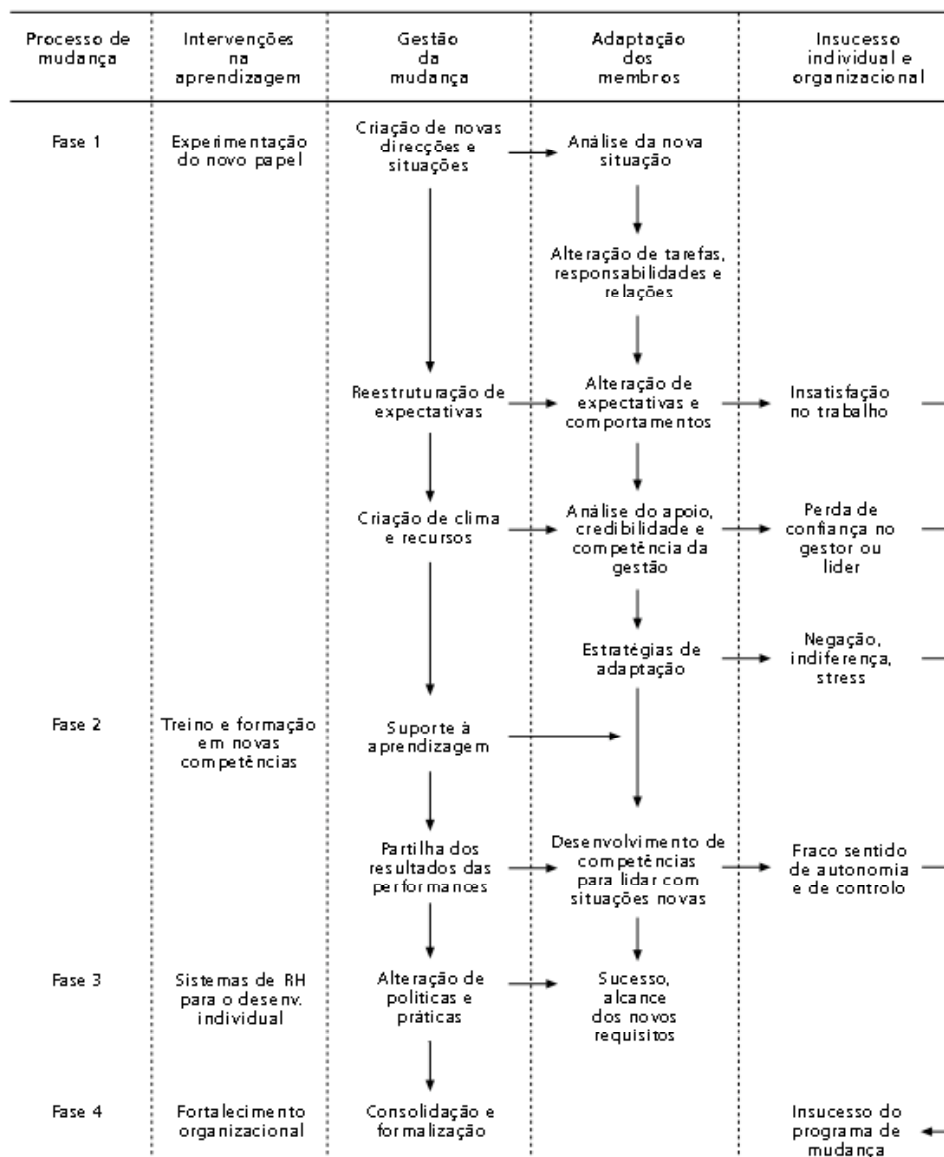 Processo de
mudança
Intervenções
na
aprendizagem
Gestão
da
mudança
Adaptação
dos
membros
Insucesso
individual e
organizacional
Fase 1
Experimentação
do novo papel
Criação de novas
direcções e
situações
Análise da nova
situação
Alteração de tarefas,
responsabilidades e
relações
Reestruturação de
expectativas
Alteração de
expectativas e
comportamentos
Insatisfação
no trabalho
Criação de clima
e recursos
Análise do apoio,
credibilidade e
competência da
gestão
Perda de
confiança no
gestor ou
lider
Estratégias de
adaptação
Negação,
indiferença,
stress
Fase 2
Treino e formação
em novas
competências
Suporte à
aprendizagem
Partilha dos
resultados das
performances
Desenvolvimento de
competências
para lidar com
situações novas
Fraco sentido
de autonomia
e de controlo
Fase 3
Sistemas de RH
para o desenv.
individual
Alteração de
politicas e
práticas
Sucesso,
alcance
dos novos
requisitos
Fase 4
Fortalecimento
organizacional
Consolidação e
formalização
Insucesso do
programa de
mudança